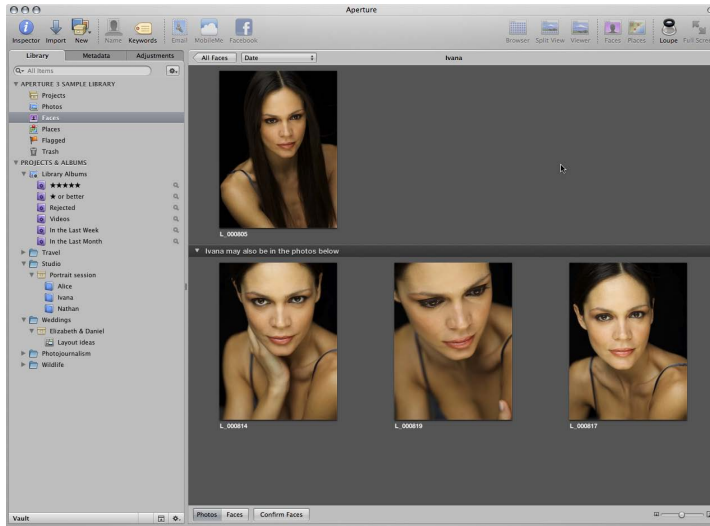 Aperture
Inspector Import New Name Keywords Email MobileMe Facebook Browser Split View Viewer Faces Places Loupe Full Screen
Library Metadata Adjustments
All Faces Date Ivana
All Items
APERTURE 3 SAMPLE LIBRARY
Projects
Photos
Faces
Places
Flagged
Trash
PROJECTS & ALBUMS
Library Albums
★★★★★
★ or better
Rejected
Videos
In the Last Week
In the Last Month
Travel
Studio
Portrait session
Alice
Ivana
Nathan
Weddings
Elizabeth & Daniel
Layout ideas
Photojournalism
Wildlife
L_000805
Ivana may also be in the photos below
L_000814 L_000819 L_000817
Vault
Photos Faces Confirm Faces